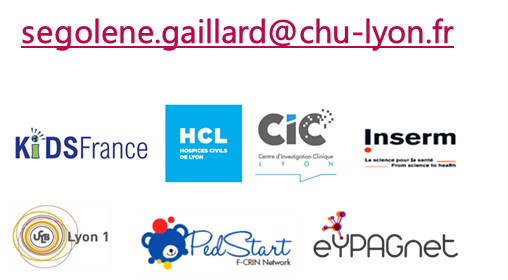 segolene.gaillard@chu-lyon.fr
KiDSFrance
HCL
HOSPICES CIVILS
DE LYON
CiC
Centre d'Investigation Clinique
LYON
Inserm
La science pour la santé
From science to health
UCB Lyon 1
PedStart
F-CRIN Network
eYPAGnet